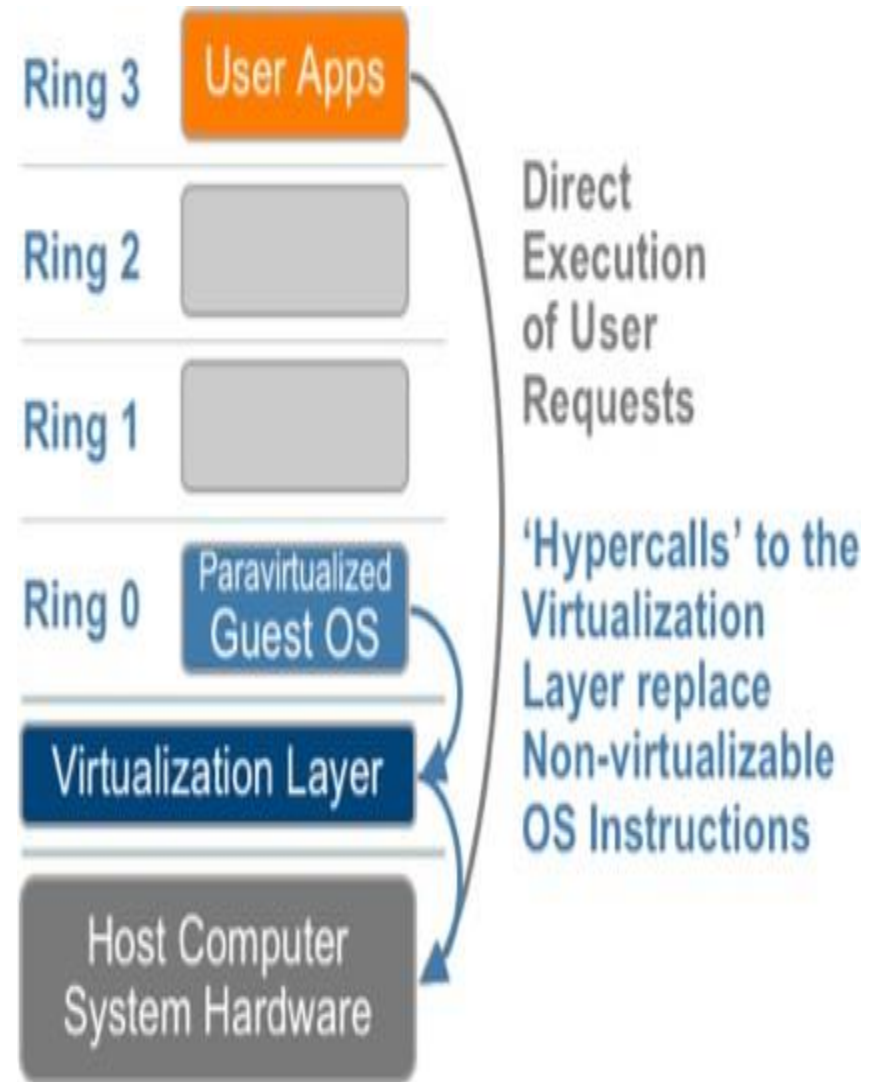 Ring 3
User Apps
Ring 2
Ring 1
Ring 0
Paravirtualized
Guest OS
Virtualization Layer
Host Computer
System Hardware
Direct
Execution
of User
Requests
‘Hypercalls’ to the
Virtualization
Layer replace
Non-virtualizable
OS Instructions